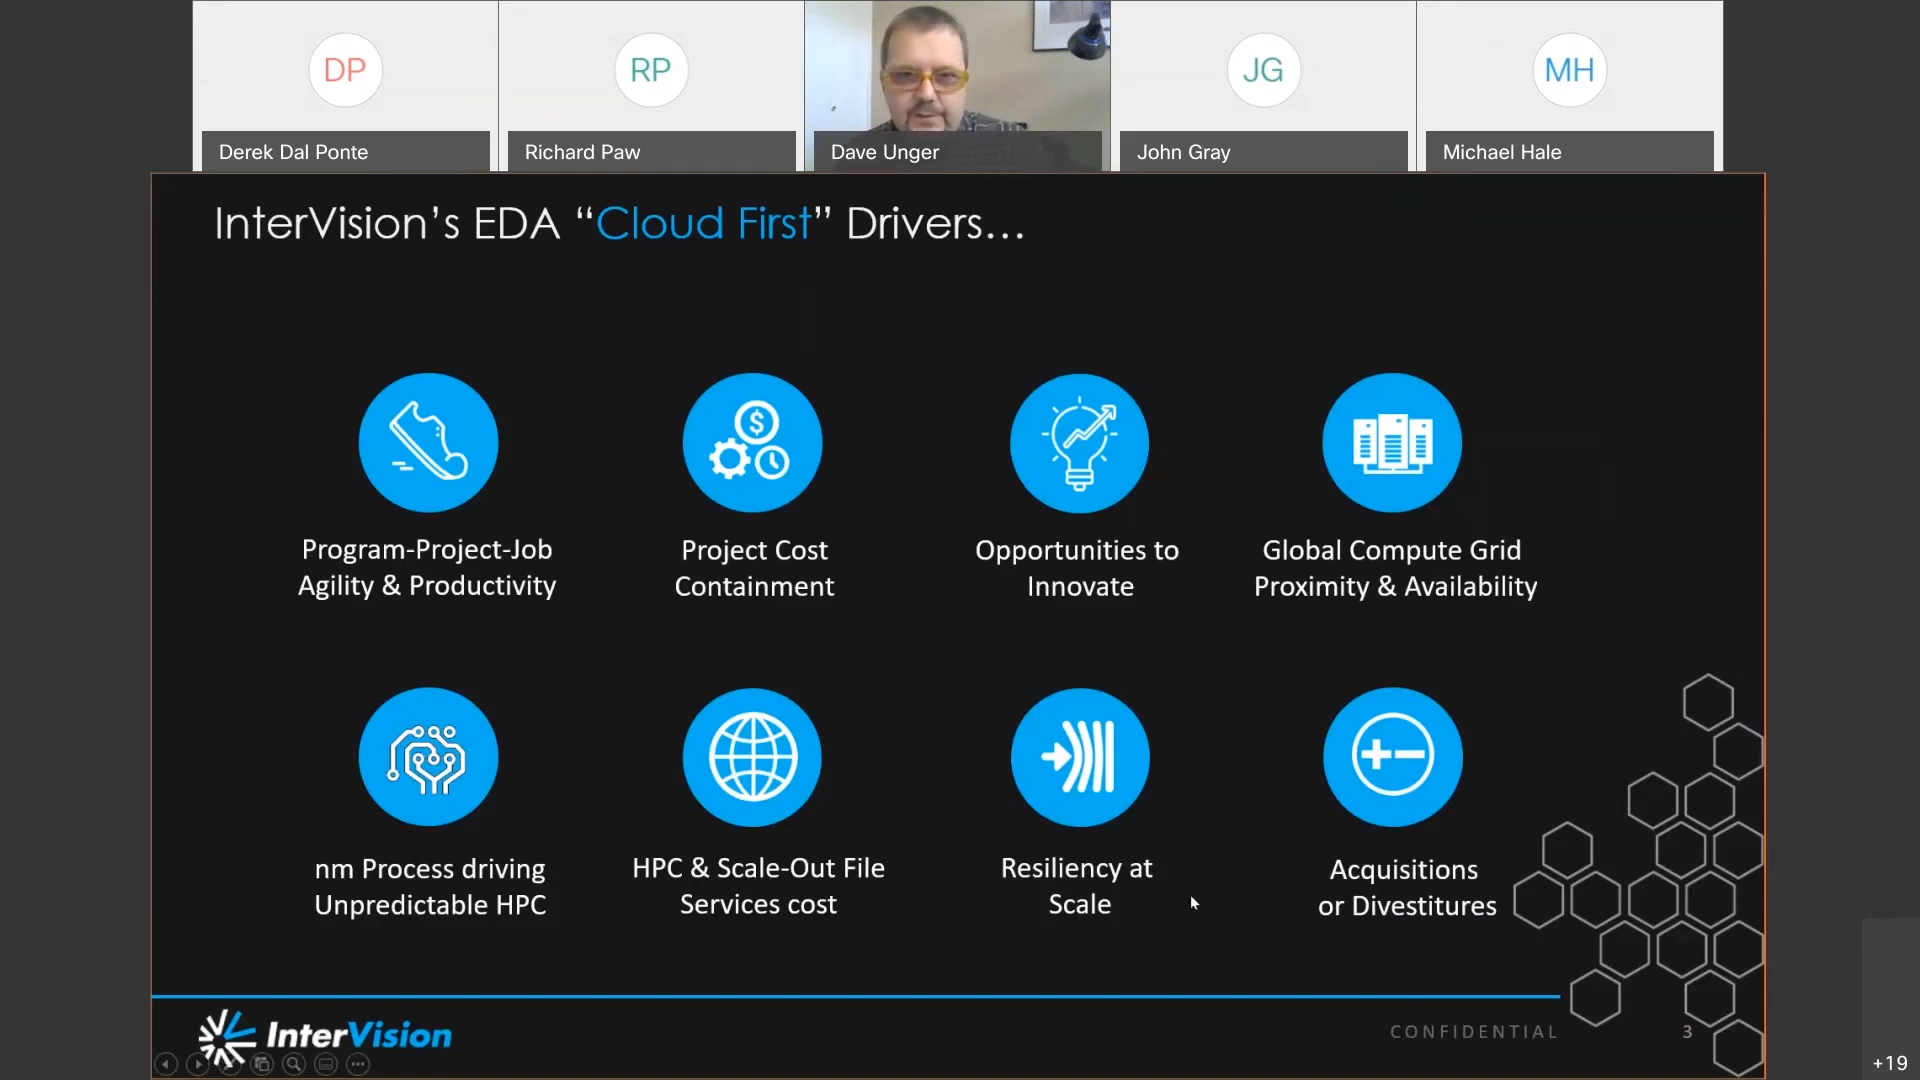 DP
RP
JG
MH
Derek Dal Ponte
Richard Paw
Dave Unger
John Gray
Michael Hale
InterVision’s EDA “Cloud First” Drivers...
$
Program-Project-Job
Agility & Productivity
Project Cost
Containment
Opportunities to
Innovate
Global Compute Grid
Proximity & Availability
nm Process driving
Unpredictable HPC
HPC & Scale-Out File
Services cost
Resiliency at
Scale
Acquisitions
or Divestitures
InterVision
CONFIDENTIAL
3
+19